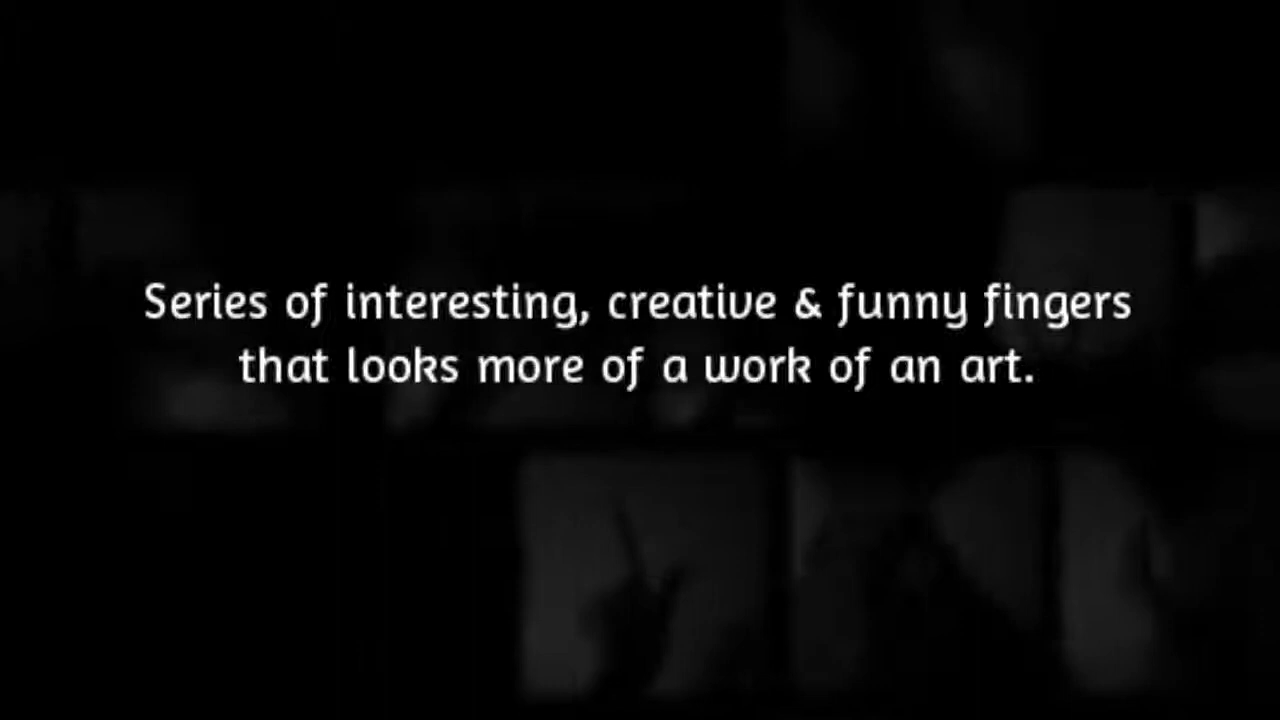 Series of interesting, creative & funny fingers
that looks more of a work of an art.